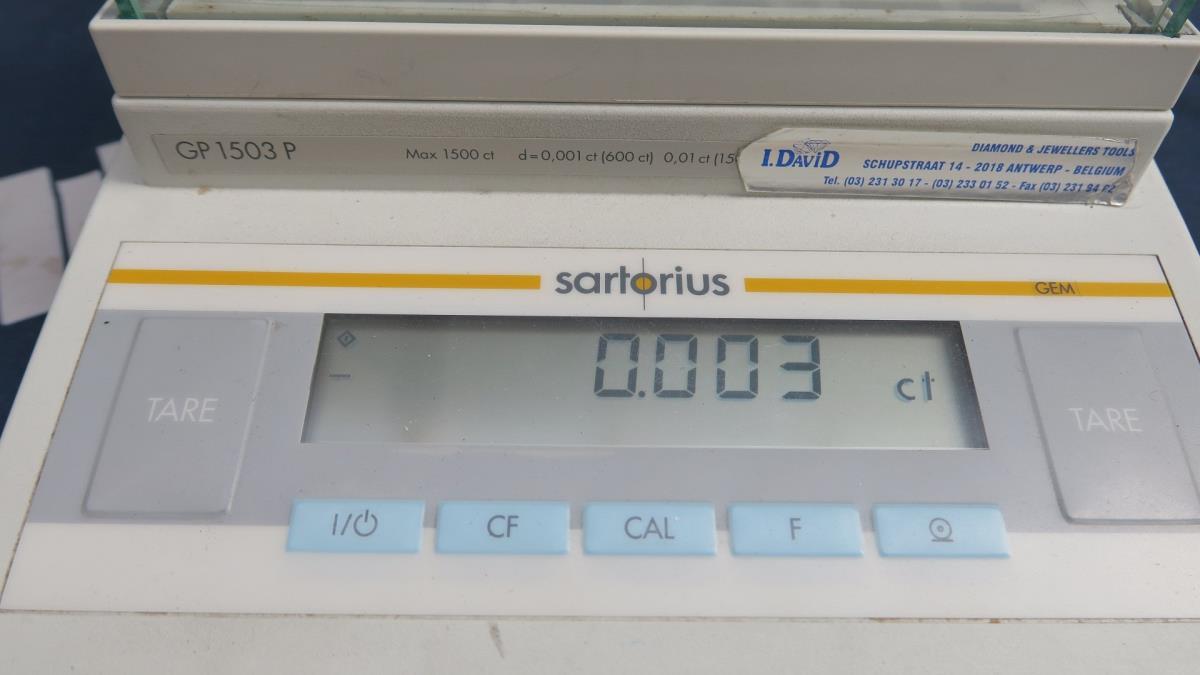 GP 1503 P
Max 1500 ct d=0,001 ct (600 ct) 0,01 ct
I.DAVID
DIAMOND & JEWELLERS TOOLS
SCHUPSTRAAT 14 - 2018 ANTWERP - BELGIUM
Tel. (03) 231 30 17 - (03) 233 01 52 - Fax (03) 231
sartorius
GEM
0.003 ct
TARE
TARE
I/⏻ CF CAL F